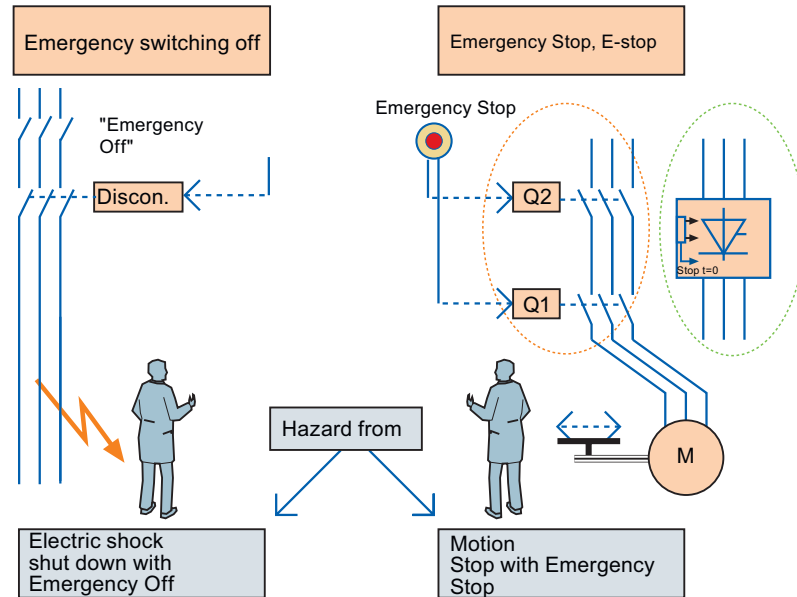 Emergency switching off
Emergency Stop, E-stop
"Emergency
Off"
Emergency Stop
Discon.
Q2
Stop t=0
Q1
Hazard from
M
Electric shock
shut down with
Emergency Off
Motion
Stop with Emergency
Stop